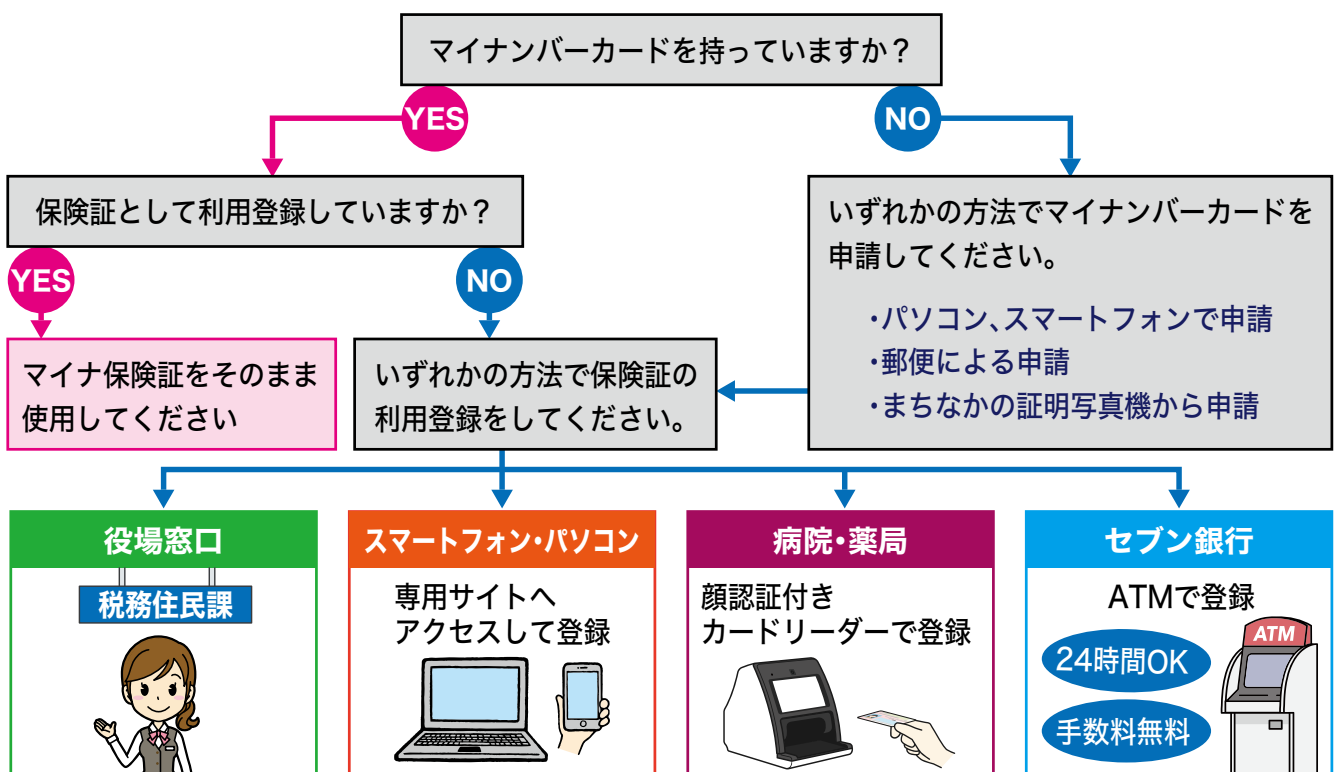 マイナンバーカードを持っていますか？
YES
NO
保険証として利用登録していますか？
YES
NO
マイナ保険証をそのまま
使用してください
いずれかの方法で保険証の
利用登録をしてください。
いずれかの方法でマイナンバーカードを
申請してください。
・パソコン、スマートフォンで申請
・郵便による申請
・まちなかの証明写真機から申請
役場窓口
税務住民課
スマートフォン・パソコン
専用サイトへ
アクセスして登録
病院・薬局
顔認証付き
カードリーダーで登録
セブン銀行
ATMで登録
24時間OK
手数料無料
ATM